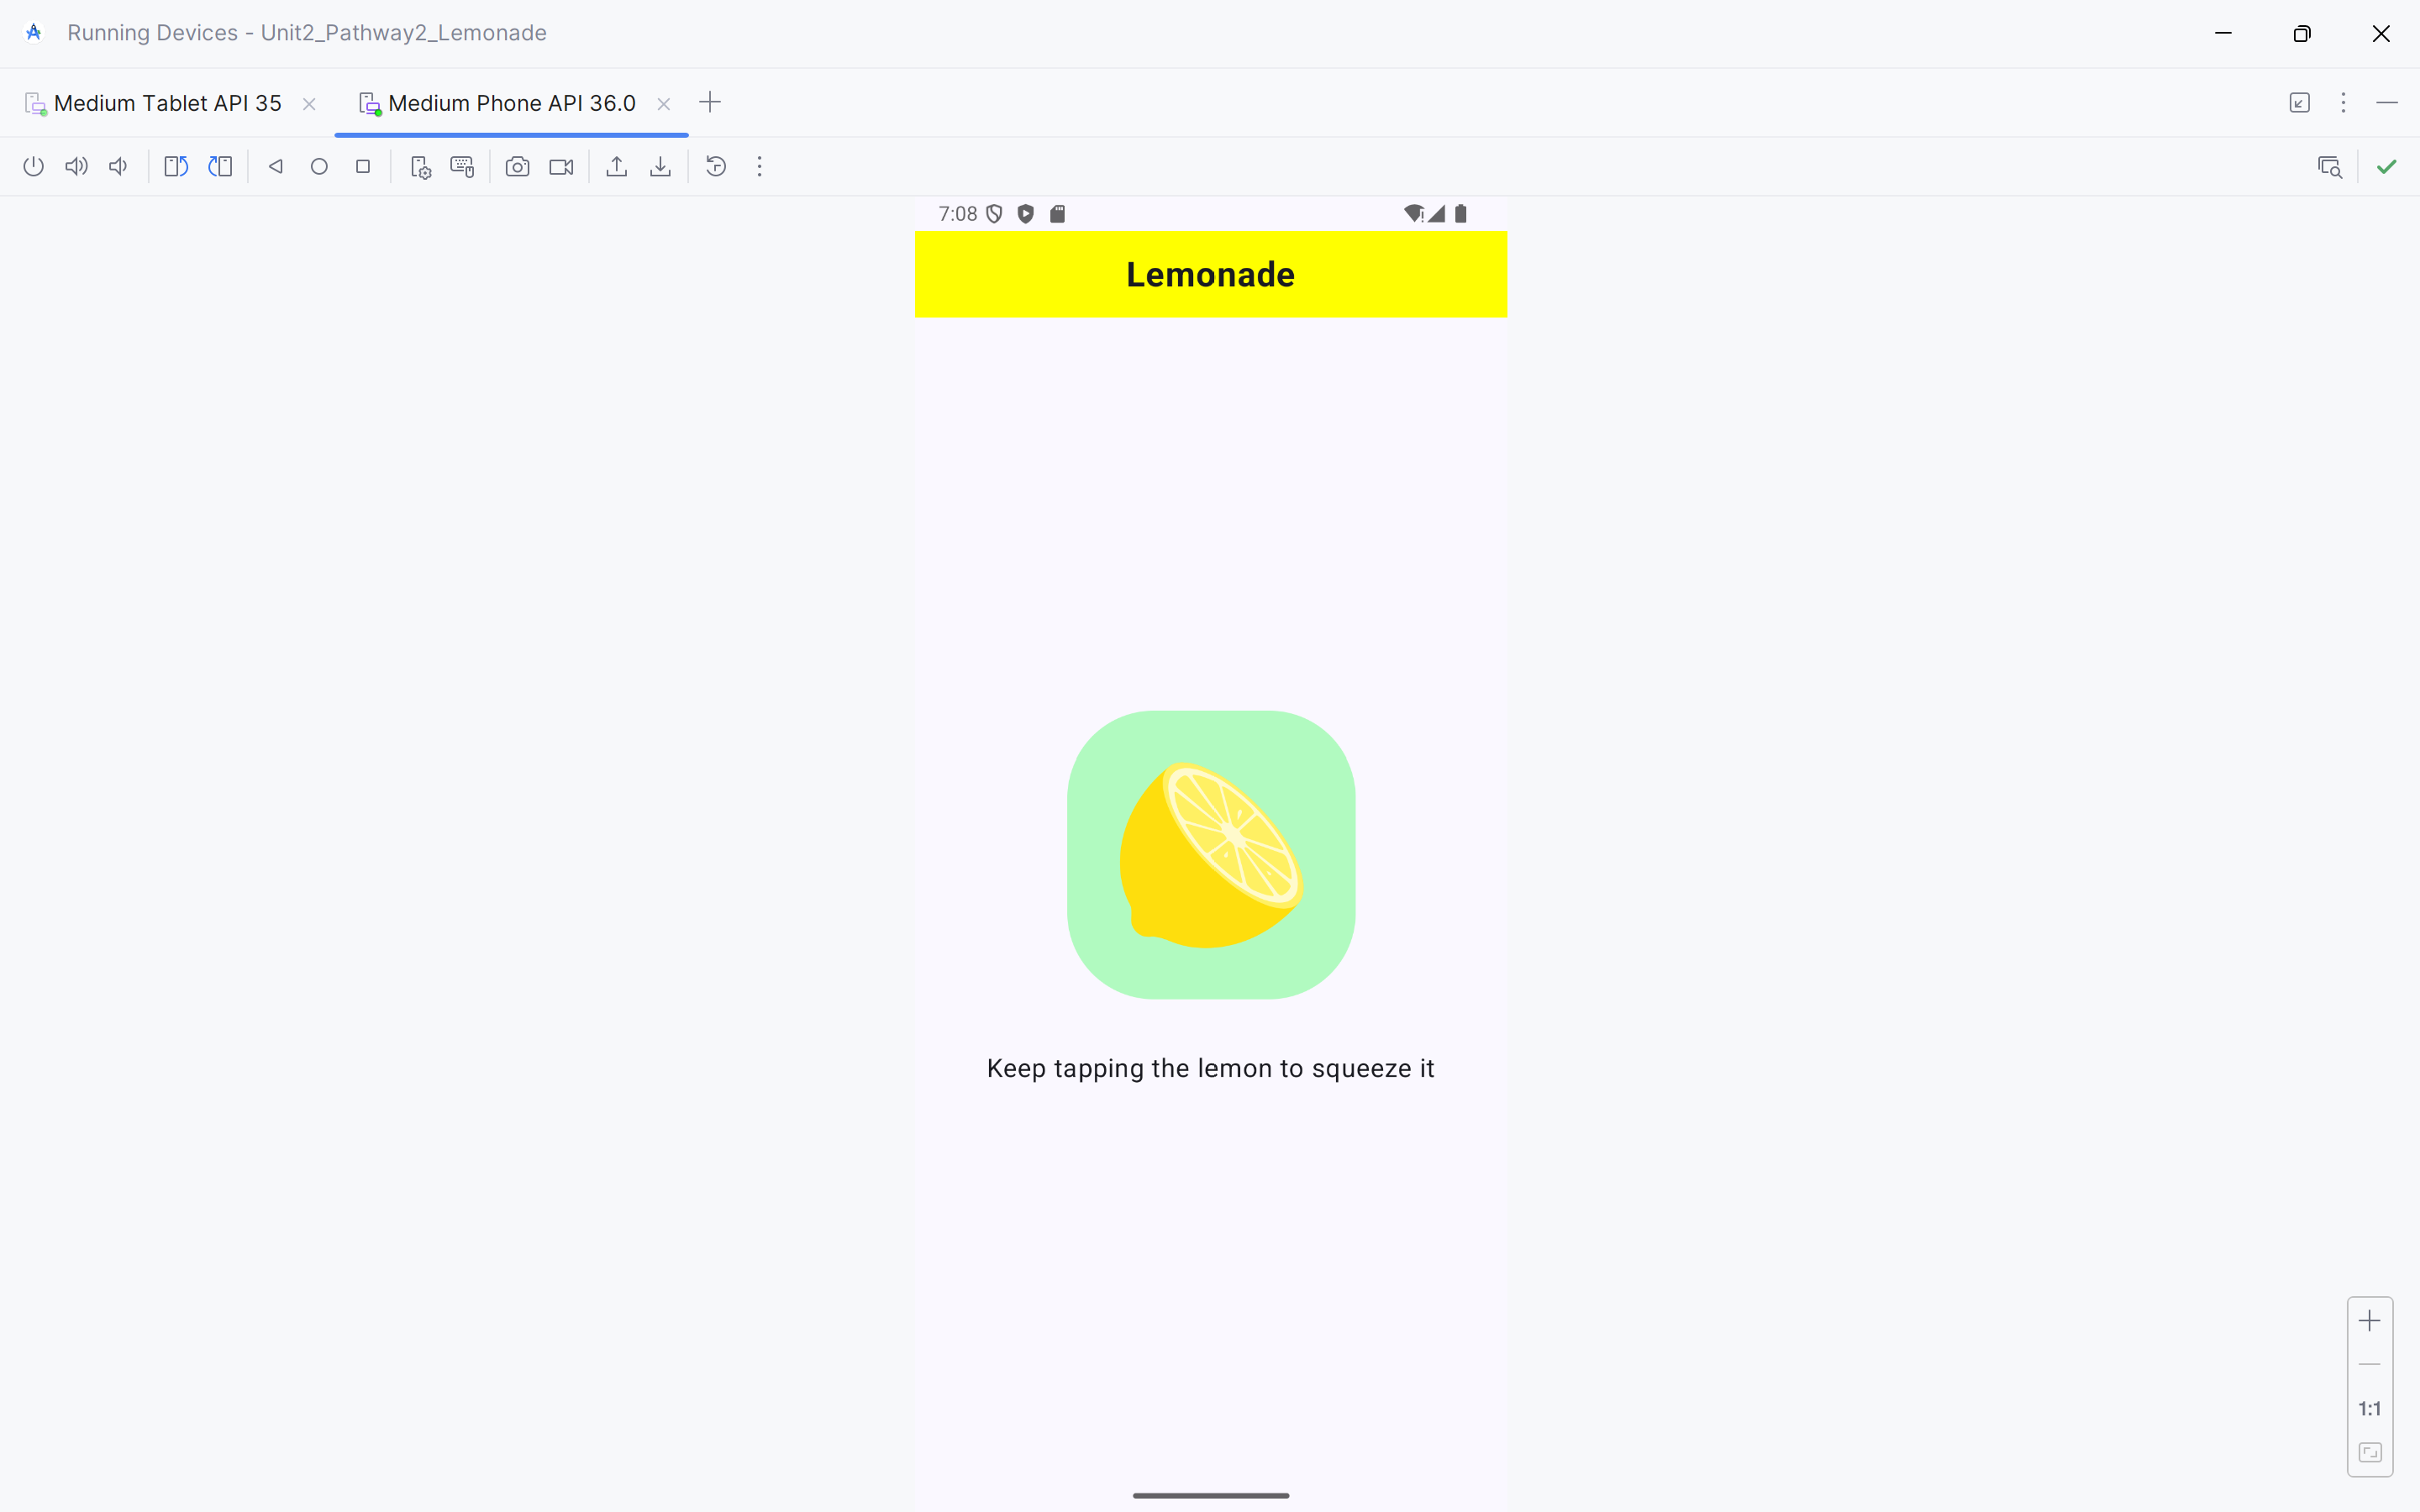 Running Devices - Unit2_Pathway2_Lemonade
Medium Tablet API 35
Medium Phone API 36.0
7:08
Lemonade
Keep tapping the lemon to squeeze it
1:1